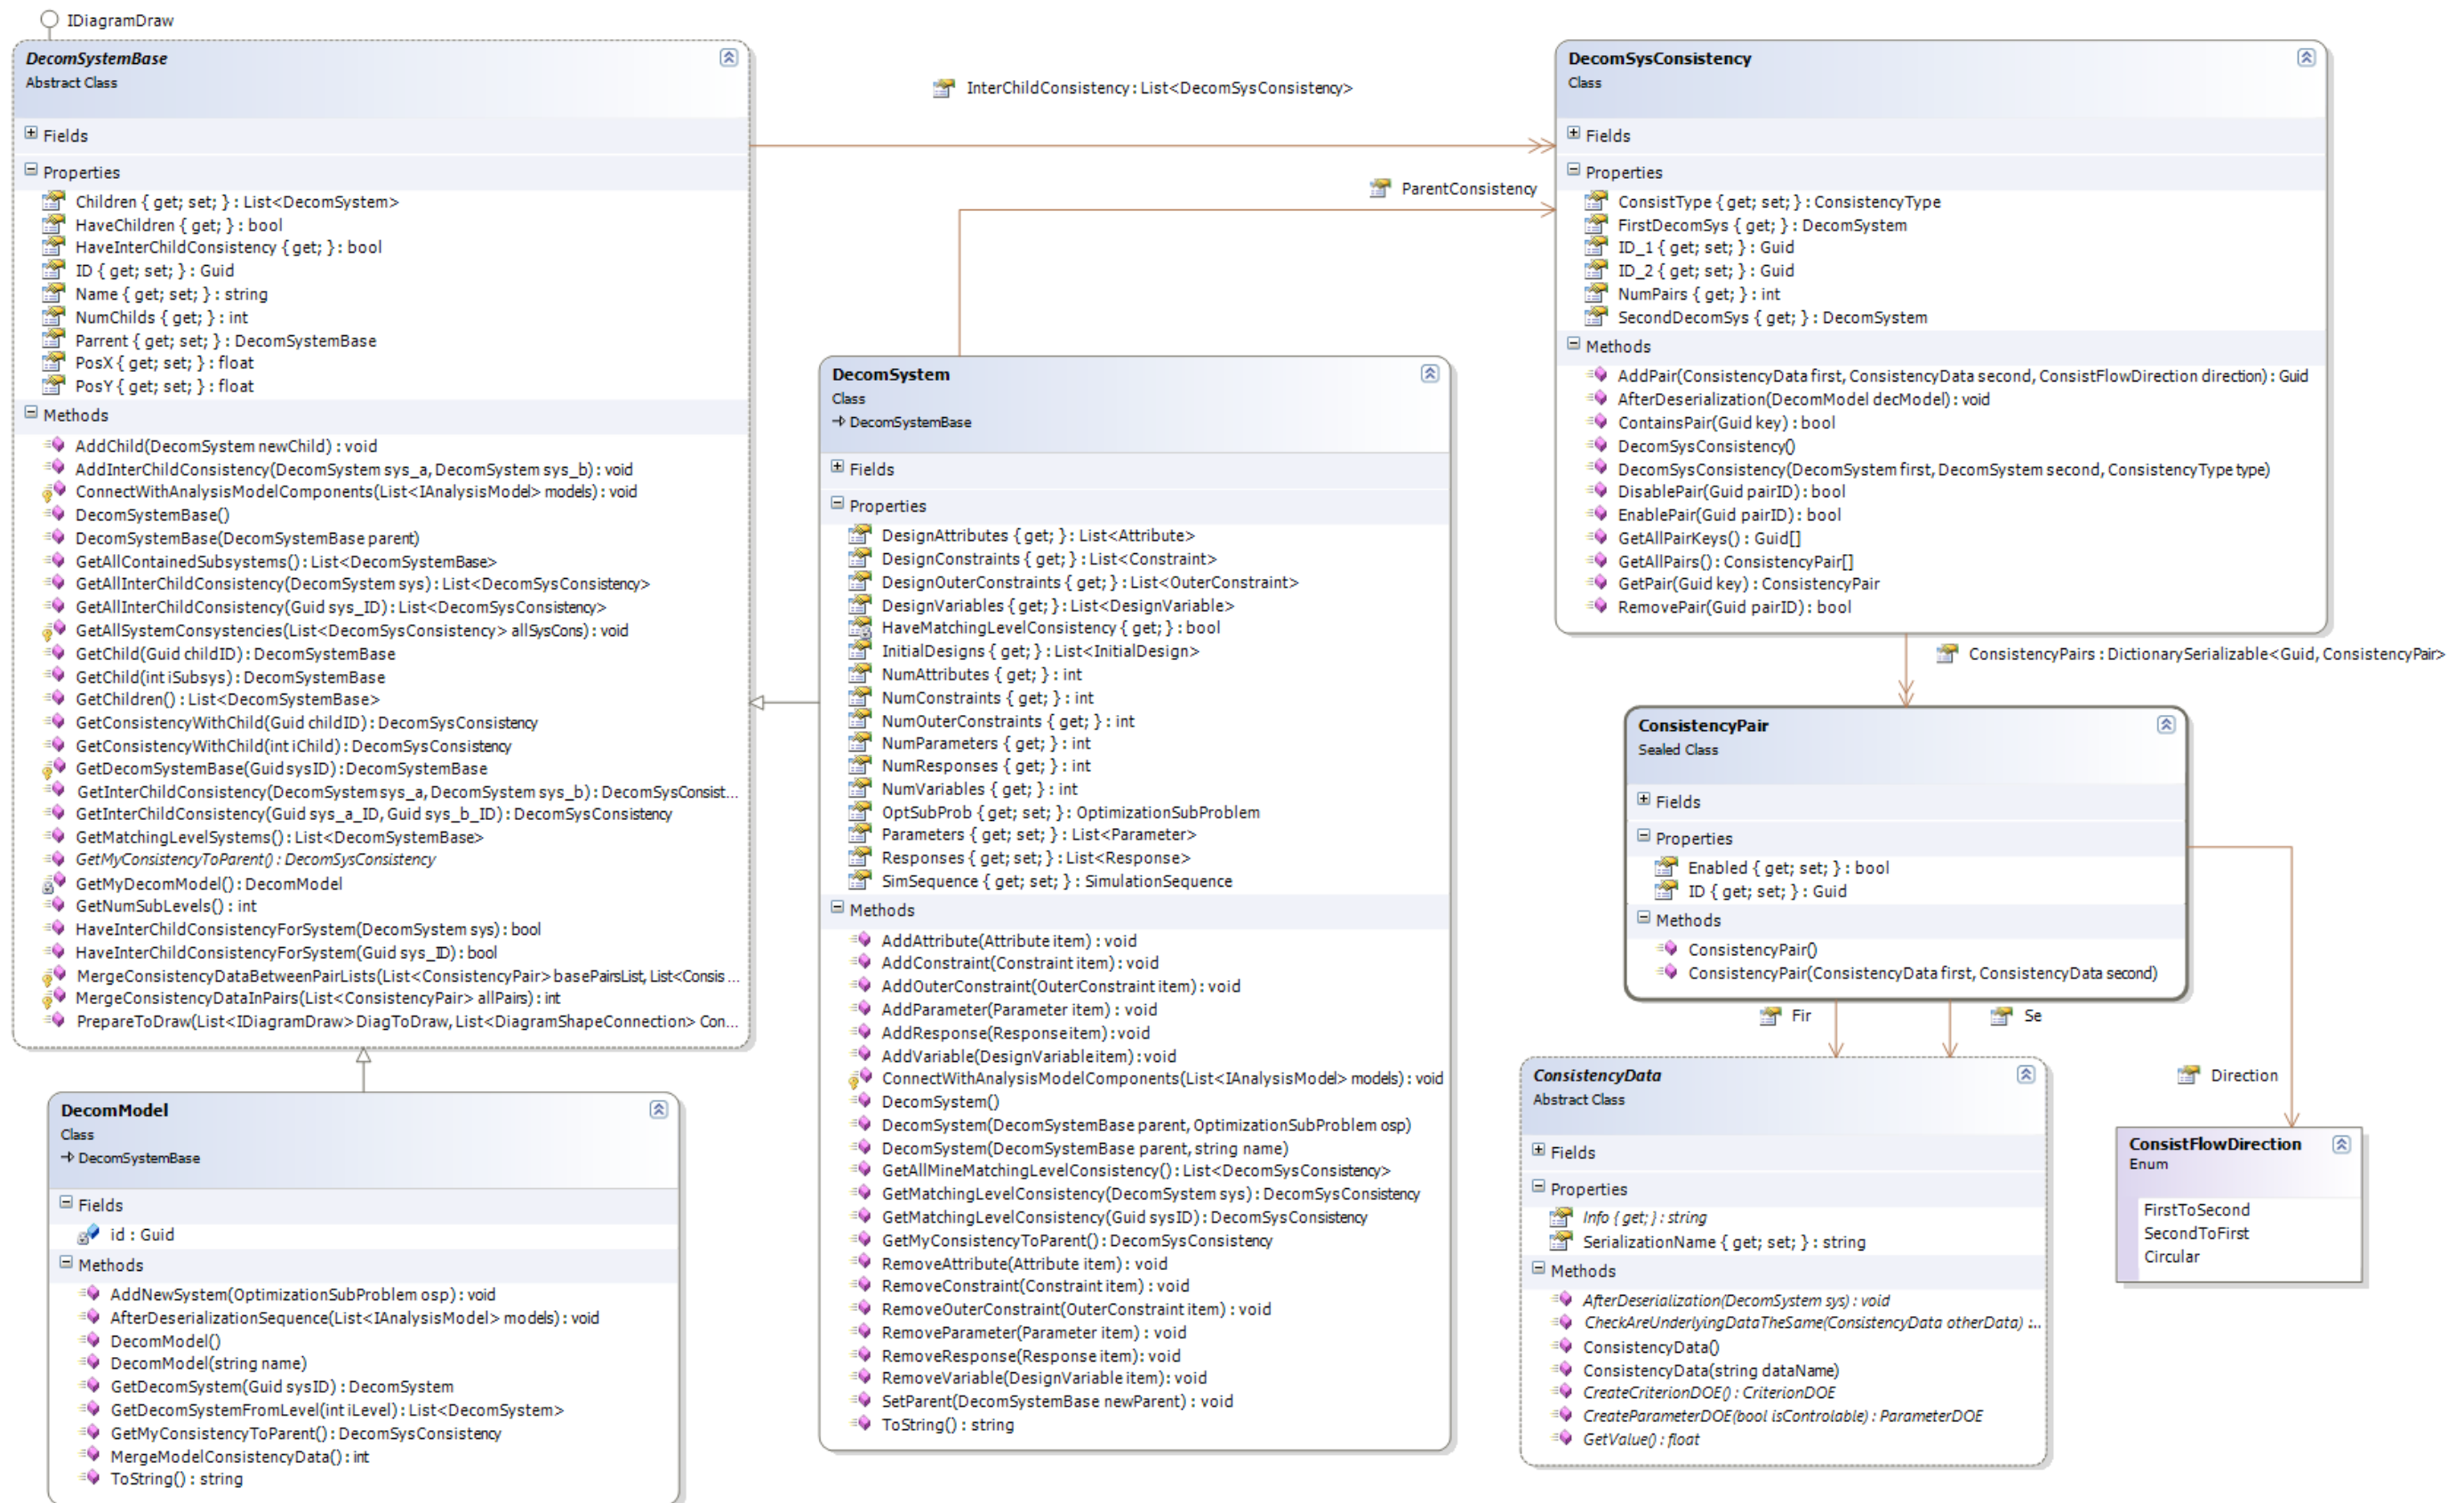 IDiagramDraw
DecomSystemBase
Abstract Class
Fields
Properties
Children { get; set; } : List<DecomSystem>
HaveChildren { get; } : bool
HaveInterChildConsistency { get; } : bool
ID { get; set; } : Guid
Name { get; set; } : string
NumChilds { get; } : int
Parrent { get; set; } : DecomSystemBase
PosX { get; set; } : float
PosY { get; set; } : float
Methods
AddChild(DecomSystem newChild) : void
AddInterChildConsistency(DecomSystem sys_a, DecomSystem sys_b) : void
ConnectWithAnalysisModelComponents(List<IAnalysisModel> models) : void
DecomSystemBase()
DecomSystemBase(DecomSystemBase parent)
GetAllContainedSubsystems() : List<DecomSystemBase>
GetAllInterChildConsistency(DecomSystem sys) : List<DecomSysConsistency>
GetAllInterChildConsistency(Guid sys_ID) : List<DecomSysConsistency>
GetAllSystemConsystencies(List<DecomSysConsistency> allSysCons) : void
GetChild(Guid childID) : DecomSystemBase
GetChild(int iSubsys) : DecomSystemBase
GetChildren() : List<DecomSystemBase>
GetConsistencyWithChild(Guid childID) : DecomSysConsistency
GetConsistencyWithChild(int iChild) : DecomSysConsistency
GetDecomSystemBase(Guid sysID) : DecomSystemBase
GetInterChildConsistency(DecomSystem sys_a, DecomSystem sys_b) : DecomSysConsist...
GetInterChildConsistency(Guid sys_a_ID, Guid sys_b_ID) : DecomSysConsistency
GetMatchingLevelSystems() : List<DecomSystemBase>
GetMyConsistencyToParent() : DecomSysConsistency
GetMyDecomModel() : DecomModel
GetNumSubLevels() : int
HaveInterChildConsistencyForSystem(DecomSystem sys) : bool
HaveInterChildConsistencyForSystem(Guid sys_ID) : bool
MergeConsistencyDataBetweenPairLists(List<ConsistencyPair> basePairsList, List<Consis ...
MergeConsistencyDataInPairs(List<ConsistencyPair> allPairs) : int
PrepareToDraw(List<IDiagramDraw> DiagToDraw, List<DiagramShapeConnection> Con...
DecomModel
Class
DecomSystemBase
Fields
id : Guid
Methods
AddNewSystem(OptimizationSubProblem osp) : void
AfterDeserializationSequence(List<IAnalysisModel> models) : void
DecomModel()
DecomModel(string name)
GetDecomSystem(Guid sysID) : DecomSystem
GetDecomSystemFromLevel(int iLevel) : List<DecomSystem>
GetMyConsistencyToParent() : DecomSysConsistency
MergeModelConsistencyData() : int
ToString() : string
InterChildConsistency : List<DecomSysConsistency>
ParentConsistency
DecomSystem
Class
DecomSystemBase
Fields
Properties
DesignAttributes { get; } : List<Attribute>
DesignConstraints { get; } : List<Constraint>
DesignOuterConstraints { get; } : List<OuterConstraint>
DesignVariables { get; } : List<DesignVariable>
HaveMatchingLevelConsistency { get; } : bool
InitialDesigns { get; } : List<InitialDesign>
NumAttributes { get; } : int
NumConstraints { get; } : int
NumOuterConstraints { get; } : int
NumParameters { get; } : int
NumResponses { get; } : int
NumVariables { get; } : int
OptSubProb { get; set; } : OptimizationSubProblem
Parameters { get; set; } : List<Parameter>
Responses { get; set; } : List<Response>
SimSequence { get; set; } : SimulationSequence
Methods
AddAttribute(Attribute item) : void
AddConstraint(Constraint item) : void
AddOuterConstraint(OuterConstraint item) : void
AddParameter(Parameter item) : void
AddResponse(Response item) : void
AddVariable(DesignVariable item) : void
ConnectWithAnalysisModelComponents(List<IAnalysisModel> models) : void
DecomSystem()
DecomSystem(DecomSystemBase parent, OptimizationSubProblem osp)
DecomSystem(DecomSystemBase parent, string name)
GetAllMineMatchingLevelConsistency() : List<DecomSysConsistency>
GetMatchingLevelConsistency(DecomSystem sys) : DecomSysConsistency
GetMatchingLevelConsistency(Guid sysID) : DecomSysConsistency
GetMyConsistencyToParent() : DecomSysConsistency
RemoveAttribute(Attribute item) : void
RemoveConstraint(Constraint item) : void
RemoveOuterConstraint(OuterConstraint item) : void
RemoveParameter(Parameter item) : void
RemoveResponse(Response item) : void
RemoveVariable(DesignVariable item) : void
SetParent(DecomSystemBase newParent) : void
ToString() : string
DecomSysConsistency
Class
Fields
Properties
ConsistType { get; set; } : ConsistencyType
FirstDecomSys { get; } : DecomSystem
ID_1 { get; set; } : Guid
ID_2 { get; set; } : Guid
NumPairs { get; } : int
SecondDecomSys { get; } : DecomSystem
Methods
AddPair(ConsistencyData first, ConsistencyData second, ConsistFlowDirection direction) : Guid
AfterDeserialization(DecomModel decModel) : void
ContainsPair(Guid key) : bool
DecomSysConsistency()
DecomSysConsistency(DecomSystem first, DecomSystem second, ConsistencyType type)
DisablePair(Guid pairID) : bool
EnablePair(Guid pairID) : bool
GetAllPairKeys() : Guid[]
GetAllPairs() : ConsistencyPair[]
GetPair(Guid key) : ConsistencyPair
RemovePair(Guid pairID) : bool
ConsistencyPairs : DictionarySerializable<Guid, ConsistencyPair>
ConsistencyPair
Sealed Class
Fields
Properties
Enabled { get; set; } : bool
ID { get; set; } : Guid
Methods
ConsistencyPair()
ConsistencyPair(ConsistencyData first, ConsistencyData second)
Fir
Se
Direction
ConsistencyData
Abstract Class
Fields
Properties
Info { get; } : string
SerializationName { get; set; } : string
Methods
AfterDeserialization(DecomSystem sys) : void
CheckAreUnderlyingDataTheSame(ConsistencyData otherData) :...
ConsistencyData()
ConsistencyData(string dataName)
CreateCriterionDOE() : CriterionDOE
CreateParameterDOE(bool isControlable) : ParameterDOE
GetValue() : float
ConsistFlowDirection
Enum
FirstToSecond
SecondToFirst
Circular